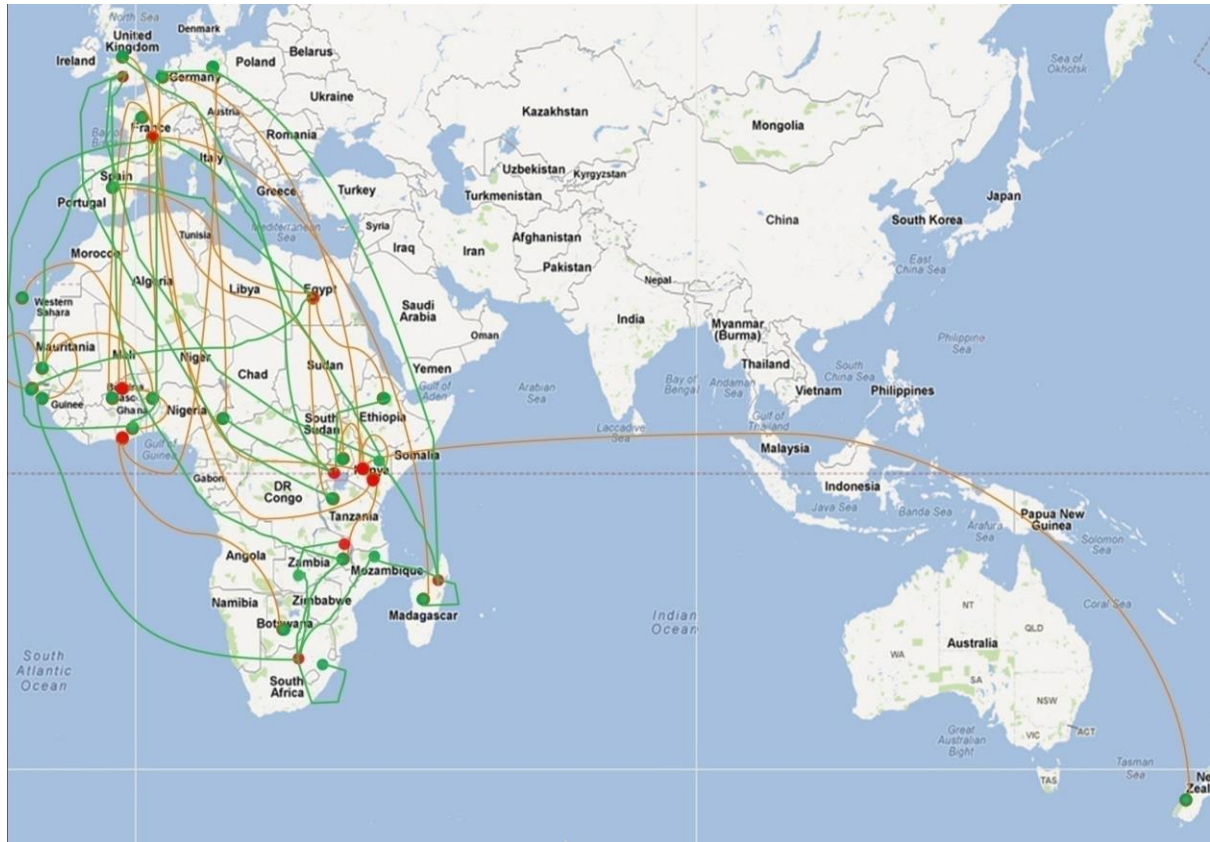 North Sea
Denmark
United
Kingdom
Ireland
Belarus
Poland
Germany
Ukraine
Austria
France
Romania
Italy
Spain
Portugal
Greece
Turkey
Tunisia
Mediterranean
Sea
Syria
Iraq
Iran
Morocco
Algeria
Libya
Egypt
Western
Sahara
Saudi
Arabia
Oman
Mauritania
Mali
Niger
Chad
Sudan
Yemen
Gulf of
Aden
Guinee
Ghana
Nigeria
South
Sudan
Ethiopia
Somalia
Gulf of
Guinea
Gabon
DR
Congo
Kenya
Tanzania
Angola
Zambia
Mozambique
Namibia
Zimbabwe
Botswana
Madagascar
South
Africa
South
Atlantic
Ocean
Kazakhstan
Uzbekistan
Kyrgyzstan
Turkmenistan
Afghanistan
Pakistan
Nepal
India
Mongolia
China
Sea of
Okhotsk
Japan
South Korea
East
China Sea
Myanmar
(Burma)
Thailand
Vietnam
South
China Sea
Philippines
Philippine
Sea
Arabian
Sea
Bay of
Bengal
Andaman
Sea
Laccadive
Sea
Gulf of
Thailand
Malaysia
Indonesia
Java Sea
Banda Sea
Arafura
Sea
Papua New
Guinea
Solomon
Sea
Coral Sea
Indian
Ocean
NT
QLD
Australia
WA
SA
NSW
VIC
ACT
Great
Australian
Bight
TAS
Tasman
Sea
Ne
Zeal